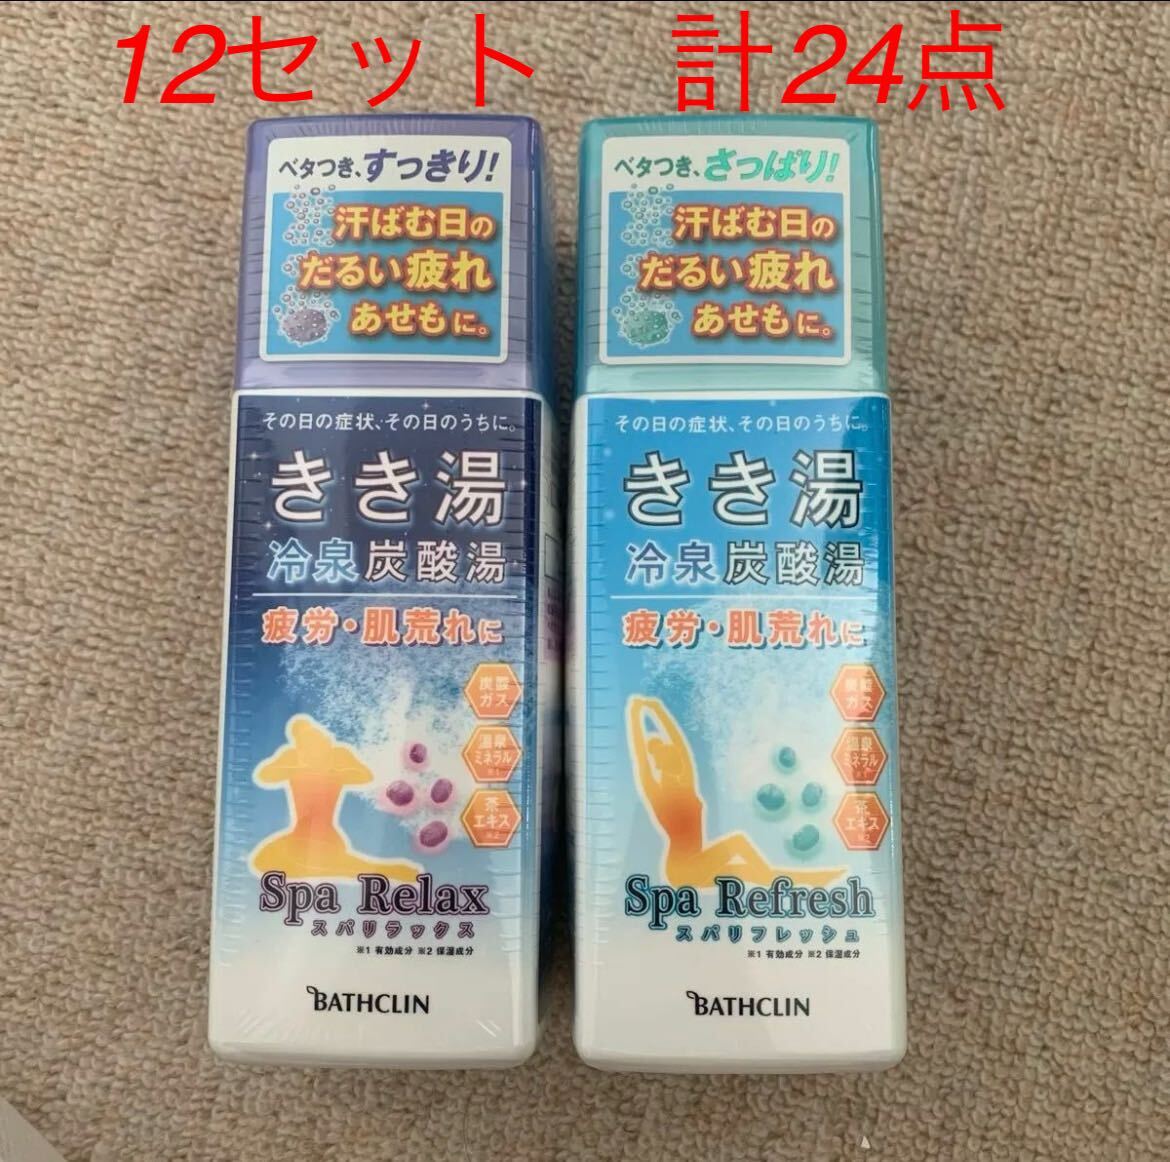 12セット 計24点
ベタつき、すっきり!
汗ばむ日の
だるい疲れ
あせもに。
その日の症状、その日のうちに。
きき湯
冷泉炭酸湯
疲労・肌荒れに
炭酸
ガス
温泉
ミネラル
※1
茶
エキス
※2
Spa Relax
スパリラックス
※1 有効成分 ※2 保湿成分
BATHCLIN
ベタつき、さっぱり!
汗ばむ日の
だるい疲れ
あせもに。
その日の症状、その日のうちに。
きき湯
冷泉炭酸湯
疲労・肌荒れに
炭酸
ガス
温泉
ミネラル
※1
茶
エキス
※2
Spa Refresh
スパリフレッシュ
※1 有効成分 ※2 保湿成分
BATHCLIN